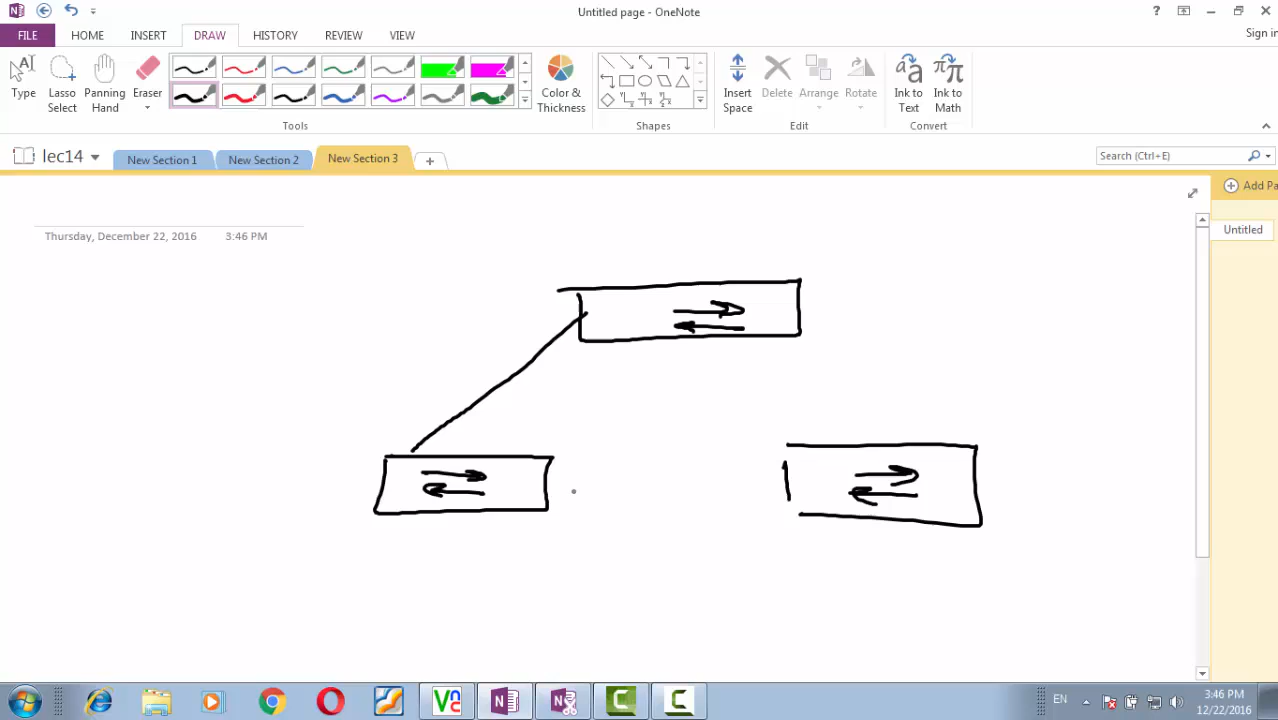 Untitled page - OneNote
?
FILE HOME INSERT DRAW HISTORY REVIEW VIEW Sign in
Type
Lasso Select
Panning Hand
Eraser
Color & Thickness
Insert Space
Delete
Arrange
Rotate
Ink to Text
Ink to Math
Tools
Shapes
Edit
Convert
lec14
New Section 1
New Section 2
New Section 3
Search (Ctrl+E)
Add Pa
Thursday, December 22, 2016 3:46 PM
Untitled
EN
3:46 PM
12/22/2016